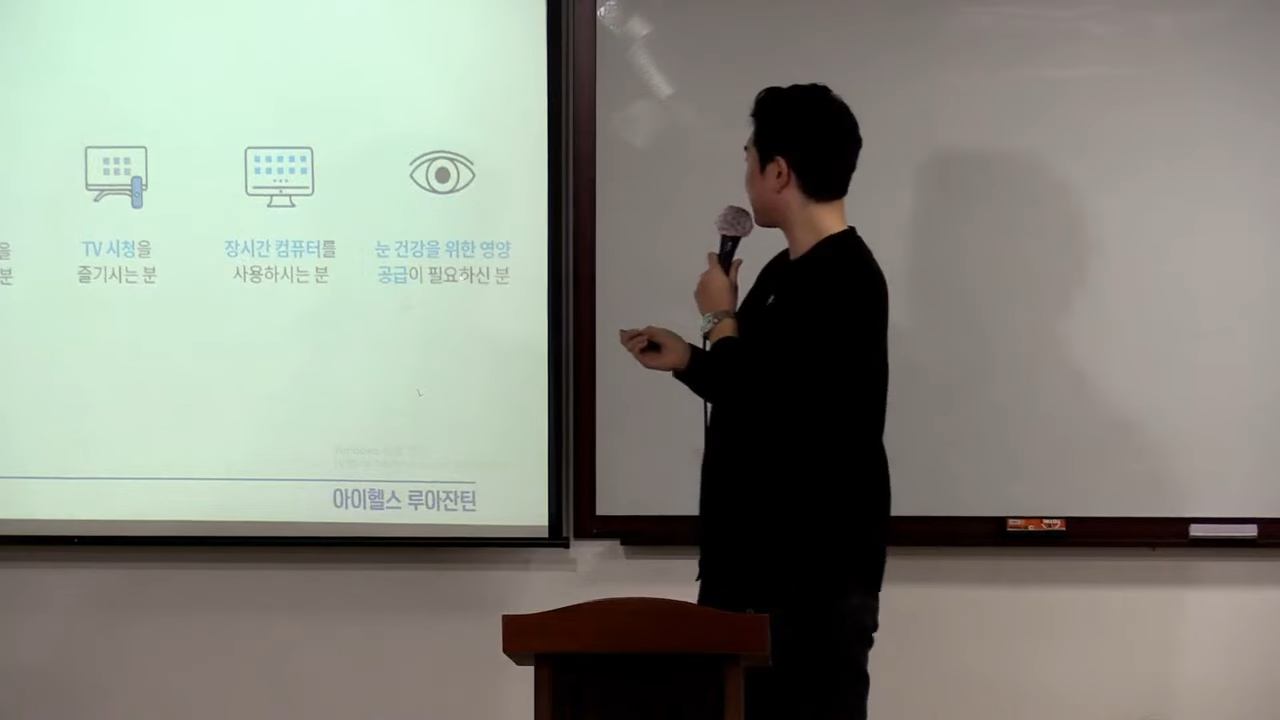 을
분
TV 시청을
즐기시는 분
장시간 컴퓨터를
사용하시는 분
눈 건강을 위한 영양
공급이 필요하신 분
아이헬스 루아잔틴